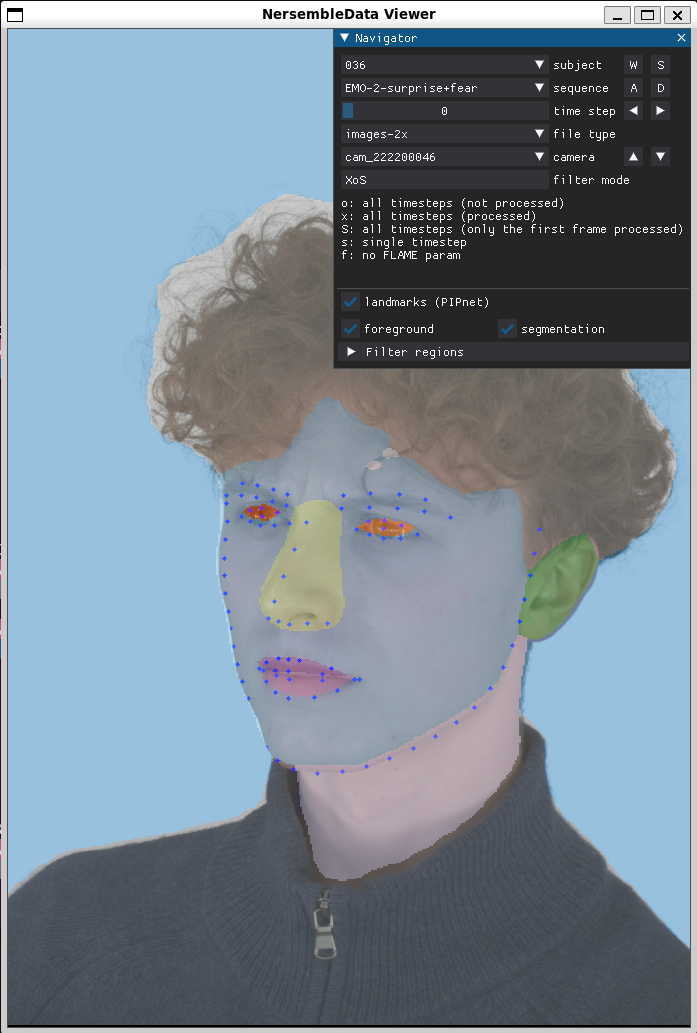 NersembleData Viewer
Navigator
036 subject W S
EMO-2-surprise+fear sequence A D
0 time step
images-2x file type
cam_222200046 camera
XoS filter mode
o: all timesteps (not processed)
x: all timesteps (processed)
S: all timesteps (only the first frame processed)
s: single timestep
f: no FLAME param
landmarks (PIPnet)
foreground segmentation
Filter regions